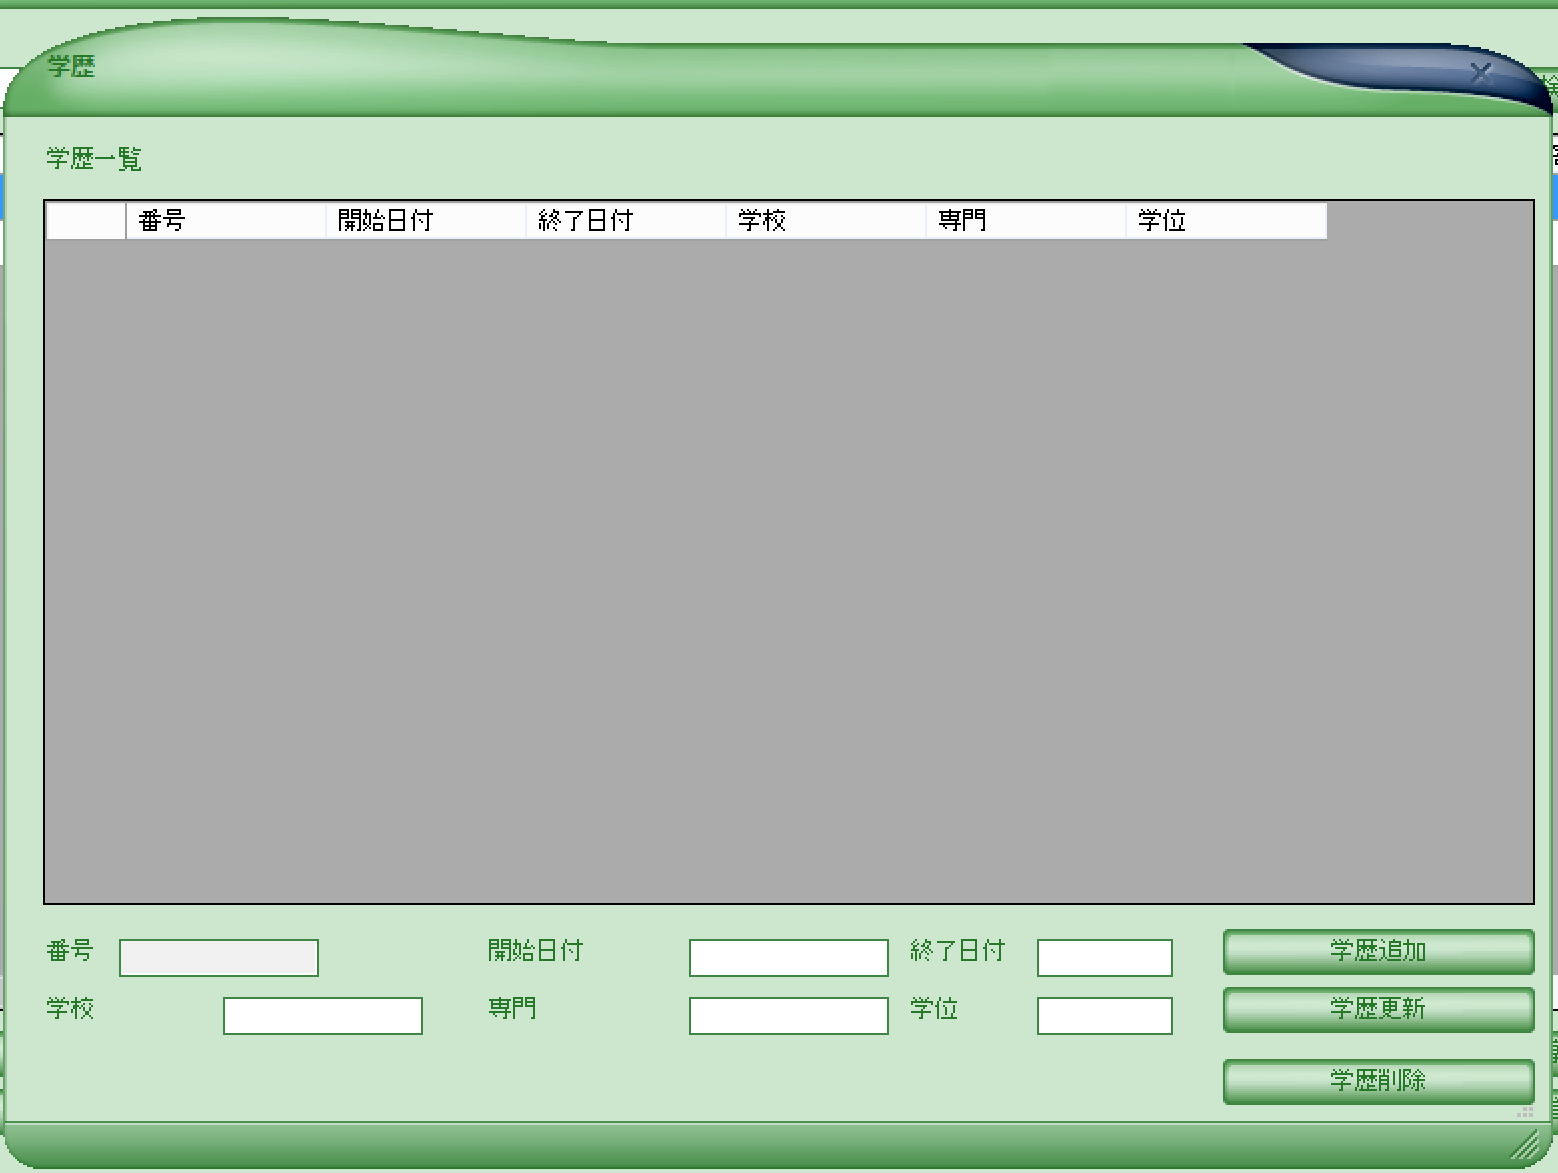 学歴
学歴一覧
番号 開始日付 終了日付 学校 専門 学位
番号 開始日付 終了日付 学歴追加
学校 専門 学位 学歴更新
学歴削除